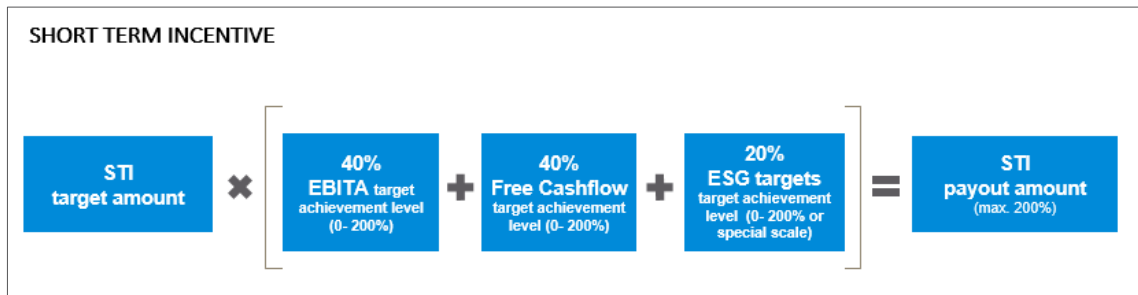 SHORT TERM INCENTIVE
STI
target amount
40%
EBITA target
achievement level
(0- 200%)
40%
Free Cashflow
target achievement
level (0- 200%)
20%
ESG targets
target achievement
level (0- 200% or
special scale)
STI
payout amount
(max. 200%)